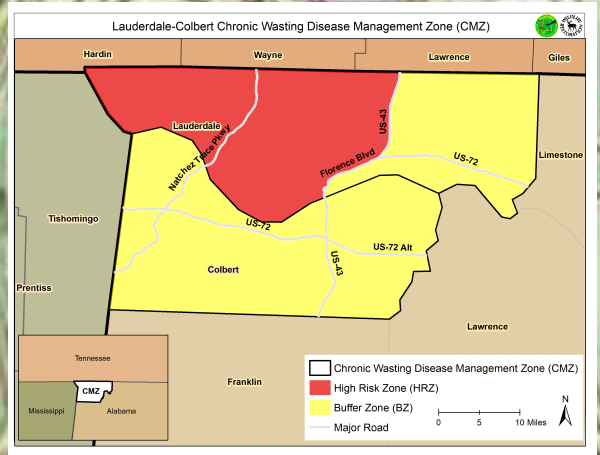 Lauderdale-Colbert Chronic Wasting Disease Management Zone (CMZ)
Hardin
Wayne
Lawrence
Giles
Lauderdale
Natchez Trace Pkwy
US-43
Florence Blvd
US-72
Limestone
Tishomingo
US-72
US-72 Alt
Colbert
US-43
Prentiss
Lawrence
Franklin
Tennessee
CMZ
Mississippi
Alabama
Chronic Wasting Disease Management Zone (CMZ)
High Risk Zone (HRZ)
Buffer Zone (BZ)
Major Road
0 5 10 Miles
N